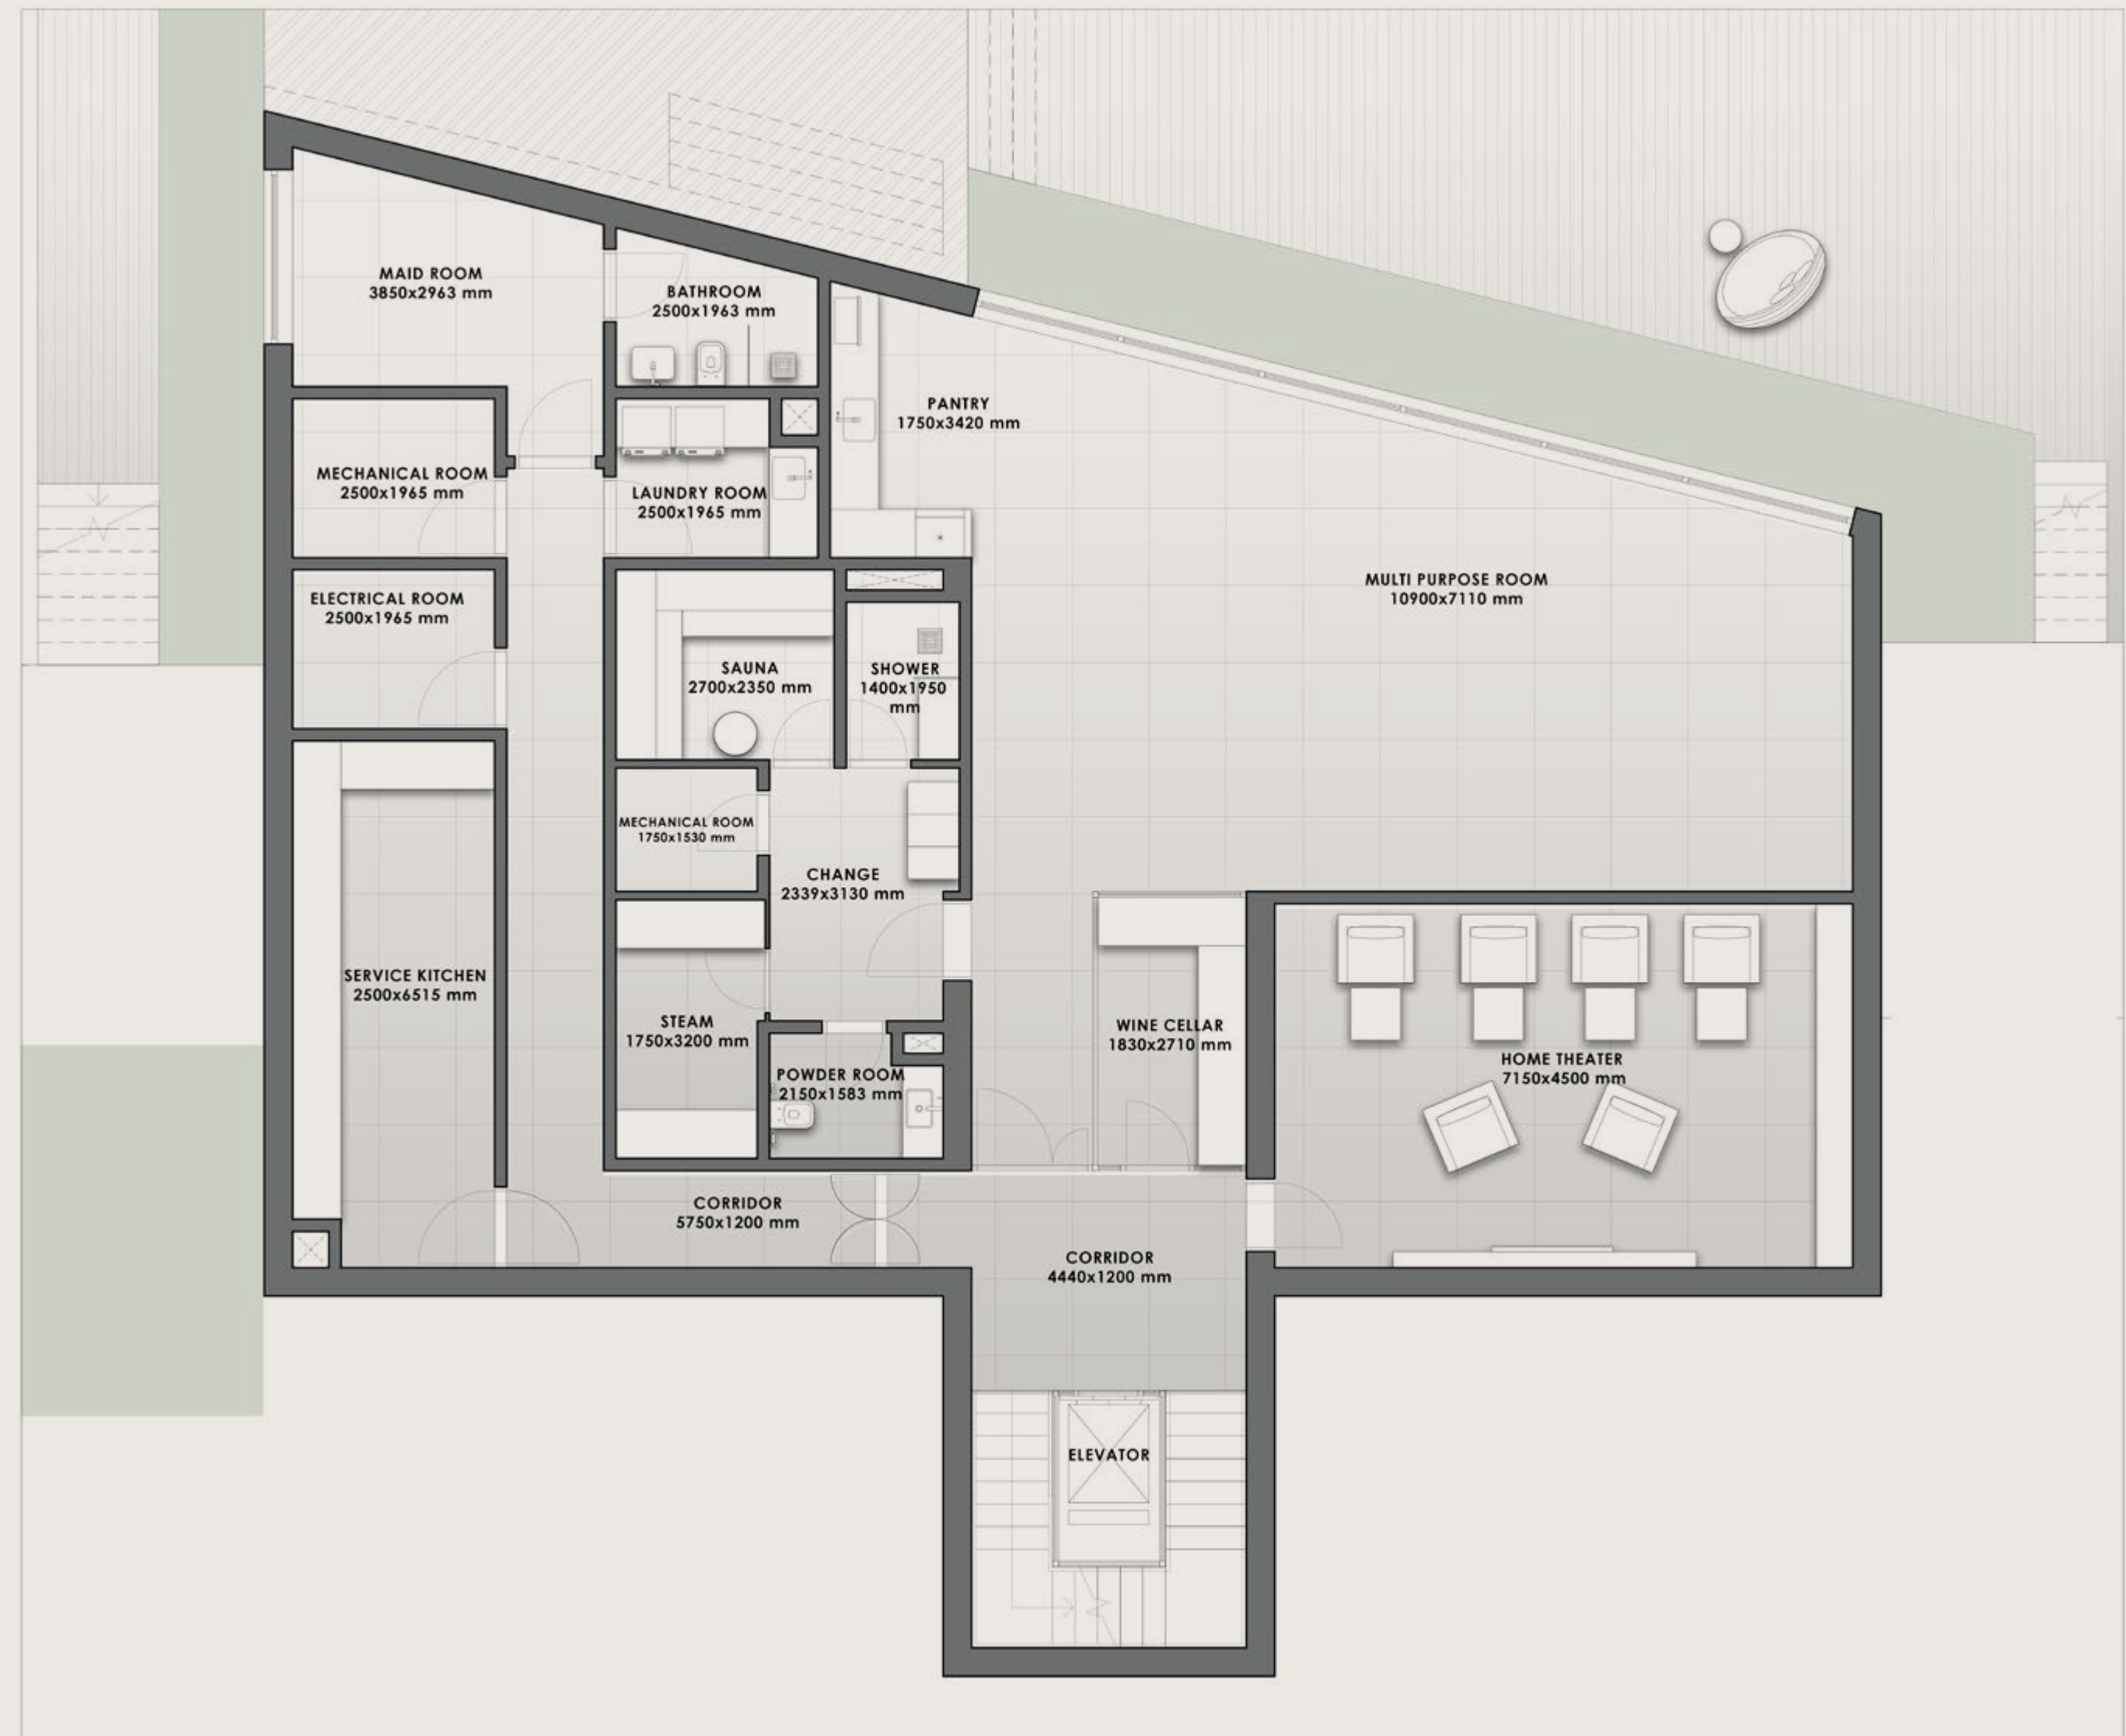 MAID ROOM
3850x2963 mm
BATHROOM
2500x1963 mm
PANTRY
1750x3420 mm
MECHANICAL ROOM
2500x1965 mm
LAUNDRY ROOM
2500x1965 mm
MULTI PURPOSE ROOM
10900x7110 mm
ELECTRICAL ROOM
2500x1965 mm
SAUNA
2700x2350 mm
SHOWER
1400x1950
mm
MECHANICAL ROOM
1750x1530 mm
CHANGE
2339x3130 mm
SERVICE KITCHEN
2500x6515 mm
STEAM
1750x3200 mm
WINE CELLAR
1830x2710 mm
POWDER ROOM
2150x1583 mm
HOME THEATER
7150x4500 mm
CORRIDOR
5750x1200 mm
CORRIDOR
4440x1200 mm
ELEVATOR